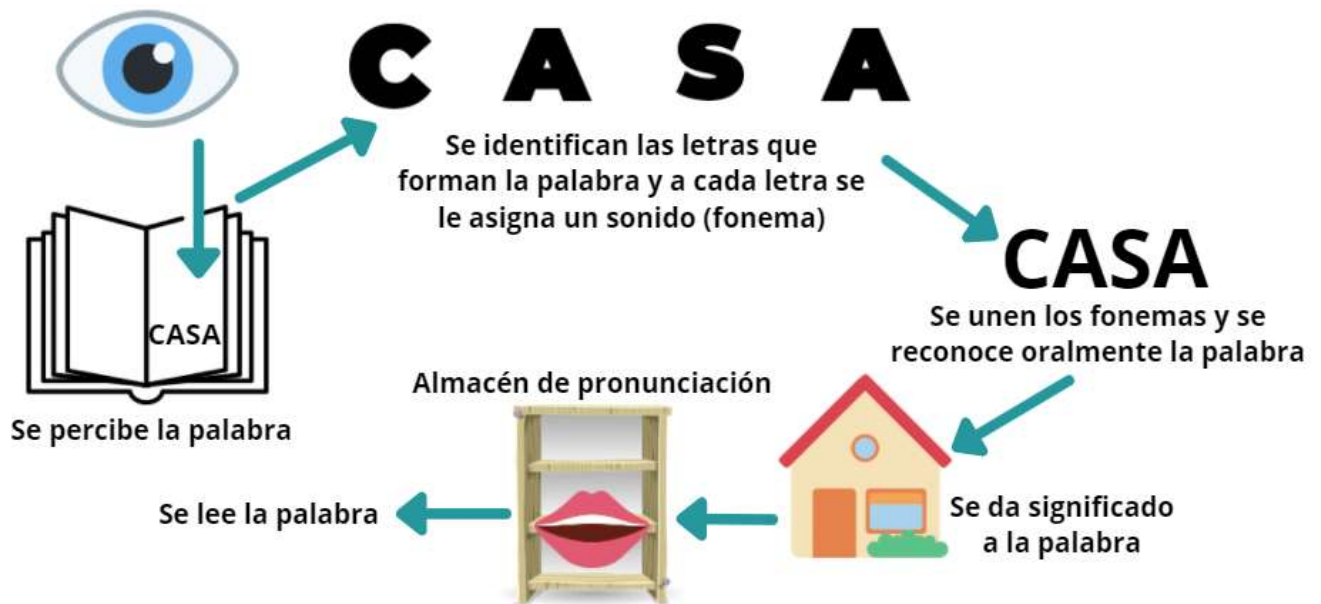 C A S A
Se identifican las letras que
forman la palabra y a cada letra se
le asigna un sonido (fonema)
CASA
Se percibe la palabra
CASA
Se unen los fonemas y se
reconoce oralmente la palabra
Se da significado
a la palabra
Almacén de pronunciación
Se lee la palabra